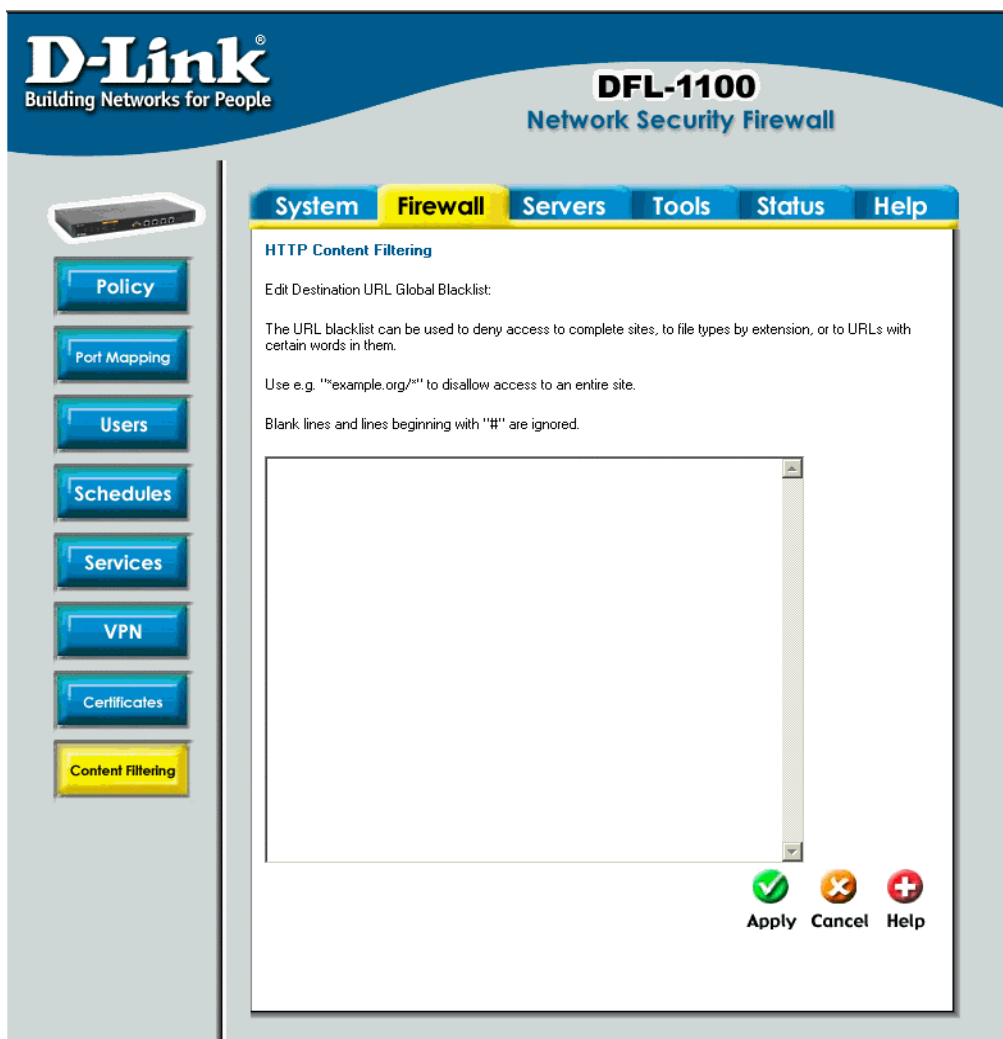 D-Link®
Building Networks for People
DFL-1100
Network Security Firewall
System Firewall Servers Tools Status Help
Policy
Port Mapping
Users
Schedules
Services
VPN
Certificates
Content Filtering
HTTP Content Filtering
Edit Destination URL Global Blacklist:
The URL blacklist can be used to deny access to complete sites, to file types by extension, or to URLs with
certain words in them.
Use e.g. "*example.org/*" to disallow access to an entire site.
Blank lines and lines beginning with "#" are ignored.
Apply Cancel Help